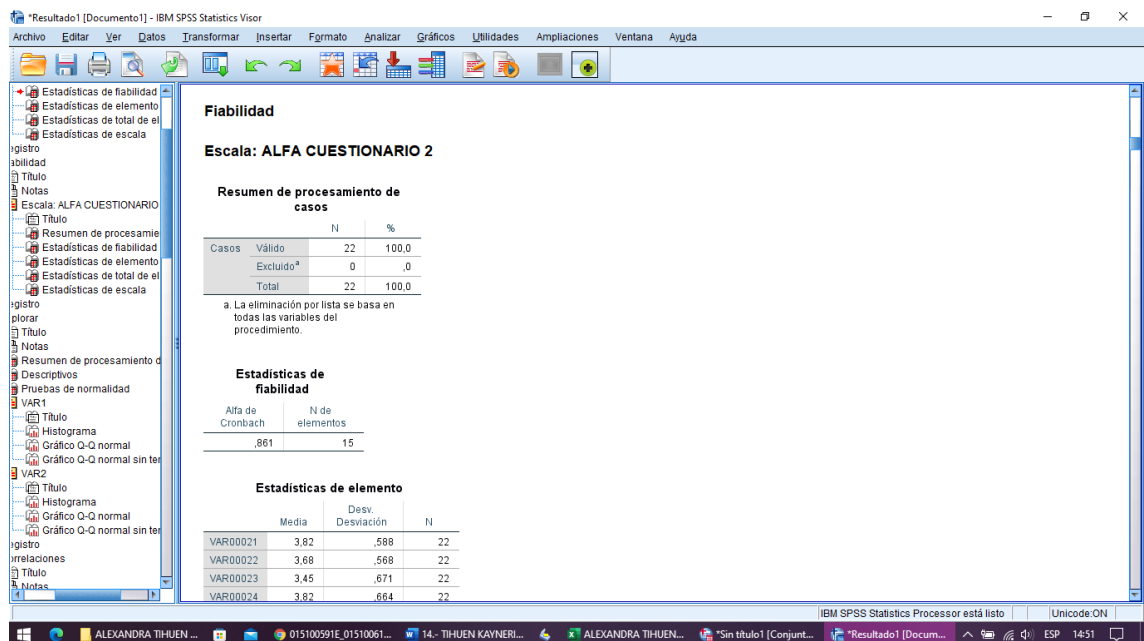 *Resultado1 [Documento1] - IBM SPSS Statistics Visor
Archivo Editar Ver Datos Transformar Insertar Formato Analizar Gráficos Utilidades Ampliaciones Ventana Ayuda
Estadísticas de fiabilidad
Estadísticas de elemento
Estadísticas de total de el
Estadísticas de escala
egistro
abilidad
Título
Notas
Escala: ALFA CUESTIONARIO
Título
Resumen de procesamie
Estadísticas de fiabilidad
Estadísticas de elemento
Estadísticas de total de el
Estadísticas de escala
egistro
plorar
Título
Notas
Resumen de procesamiento d
Descriptivos
Pruebas de normalidad
VAR1
Título
Histograma
Gráfico Q-Q normal
Gráfico Q-Q normal sin ter
VAR2
Título
Histograma
Gráfico Q-Q normal
Gráfico Q-Q normal sin ter
egistro
orrelaciones
Título
Notas
Fiabilidad
Escala: ALFA CUESTIONARIO 2
Resumen de procesamiento de
casos
N %
Casos Válido 22 100,0
Excluidoa 0 ,0
Total 22 100,0
a. La eliminación por lista se basa en
todas las variables del
procedimiento.
Estadísticas de
fiabilidad
Alfa de
Cronbach
N de
elementos
,861 15
Estadísticas de elemento
Media
Desv.
Desviación
N
VAR00021 3,82 ,588 22
VAR00022 3,68 ,568 22
VAR00023 3,45 ,671 22
VAR00024 3,82 ,664 22
IBM SPSS Statistics Processor está listo Unicode:ON
ALEXANDRA TIHUEN ... 015100591E_01510061... 14.- TIHUEN KAYNERI... ALEXANDRA TIHUEN... *Sin título1 [Conjunt... *Resultado1 [Docum... ESP 14:51